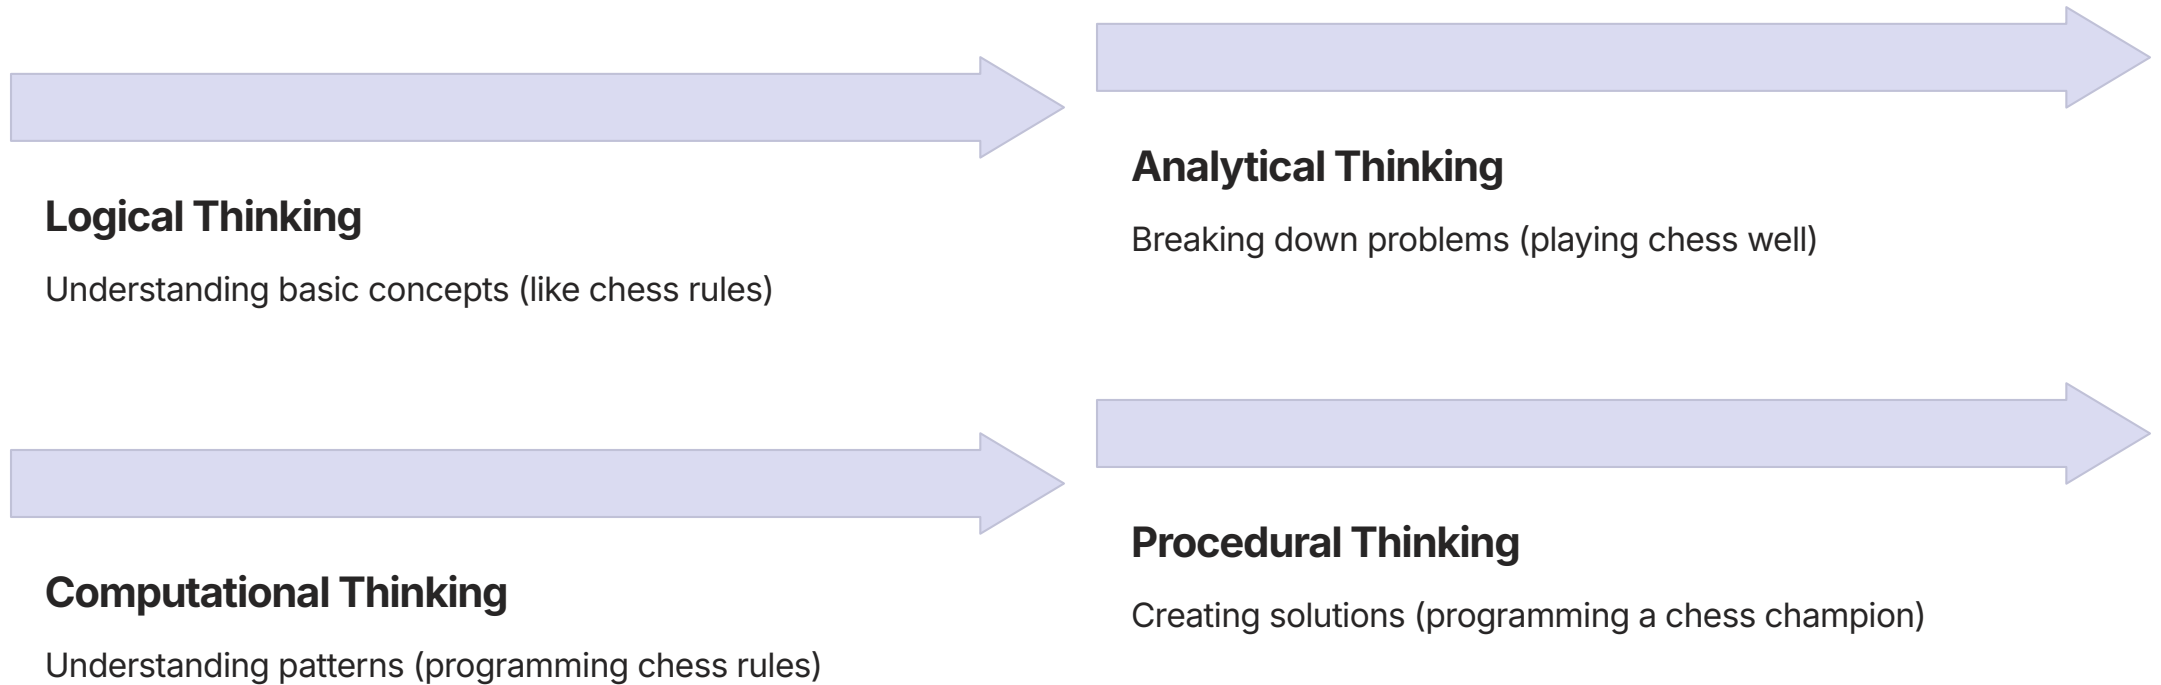 Logical Thinking
Understanding basic concepts (like chess rules)
Analytical Thinking
Breaking down problems (playing chess well)
Computational Thinking
Understanding patterns (programming chess rules)
Procedural Thinking
Creating solutions (programming a chess champion)